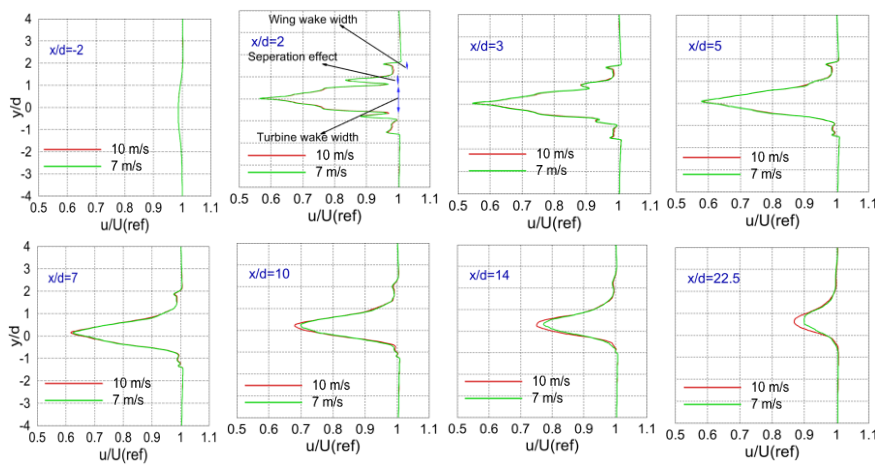 x/d=-2
y/d
4
3
2
1
0
-1
-2
-3
-4
10 m/s
7 m/s
0.5 0.6 0.7 0.8 0.9 1 1.1
u/U(ref)
Wing wake width
x/d=2
Seperation effect
Turbine wake width
10 m/s
7 m/s
0.5 0.6 0.7 0.8 0.9 1 1.1
u/U(ref)
x/d=3
10 m/s
7 m/s
0.5 0.6 0.7 0.8 0.9 1 1.1
u/U(ref)
x/d=5
10 m/s
7 m/s
0.5 0.6 0.7 0.8 0.9 1 1.1
u/U(ref)
x/d=7
y/d
4
3
2
1
0
-1
-2
-3
-4
10 m/s
7 m/s
0.5 0.6 0.7 0.8 0.9 1 1.1
u/U(ref)
x/d=10
10 m/s
7 m/s
0.5 0.6 0.7 0.8 0.9 1 1.1
u/U(ref)
x/d=14
10 m/s
7 m/s
0.5 0.6 0.7 0.8 0.9 1 1.1
u/U(ref)
x/d=22.5
10 m/s
7 m/s
0.5 0.6 0.7 0.8 0.9 1 1.1
u/U(ref)